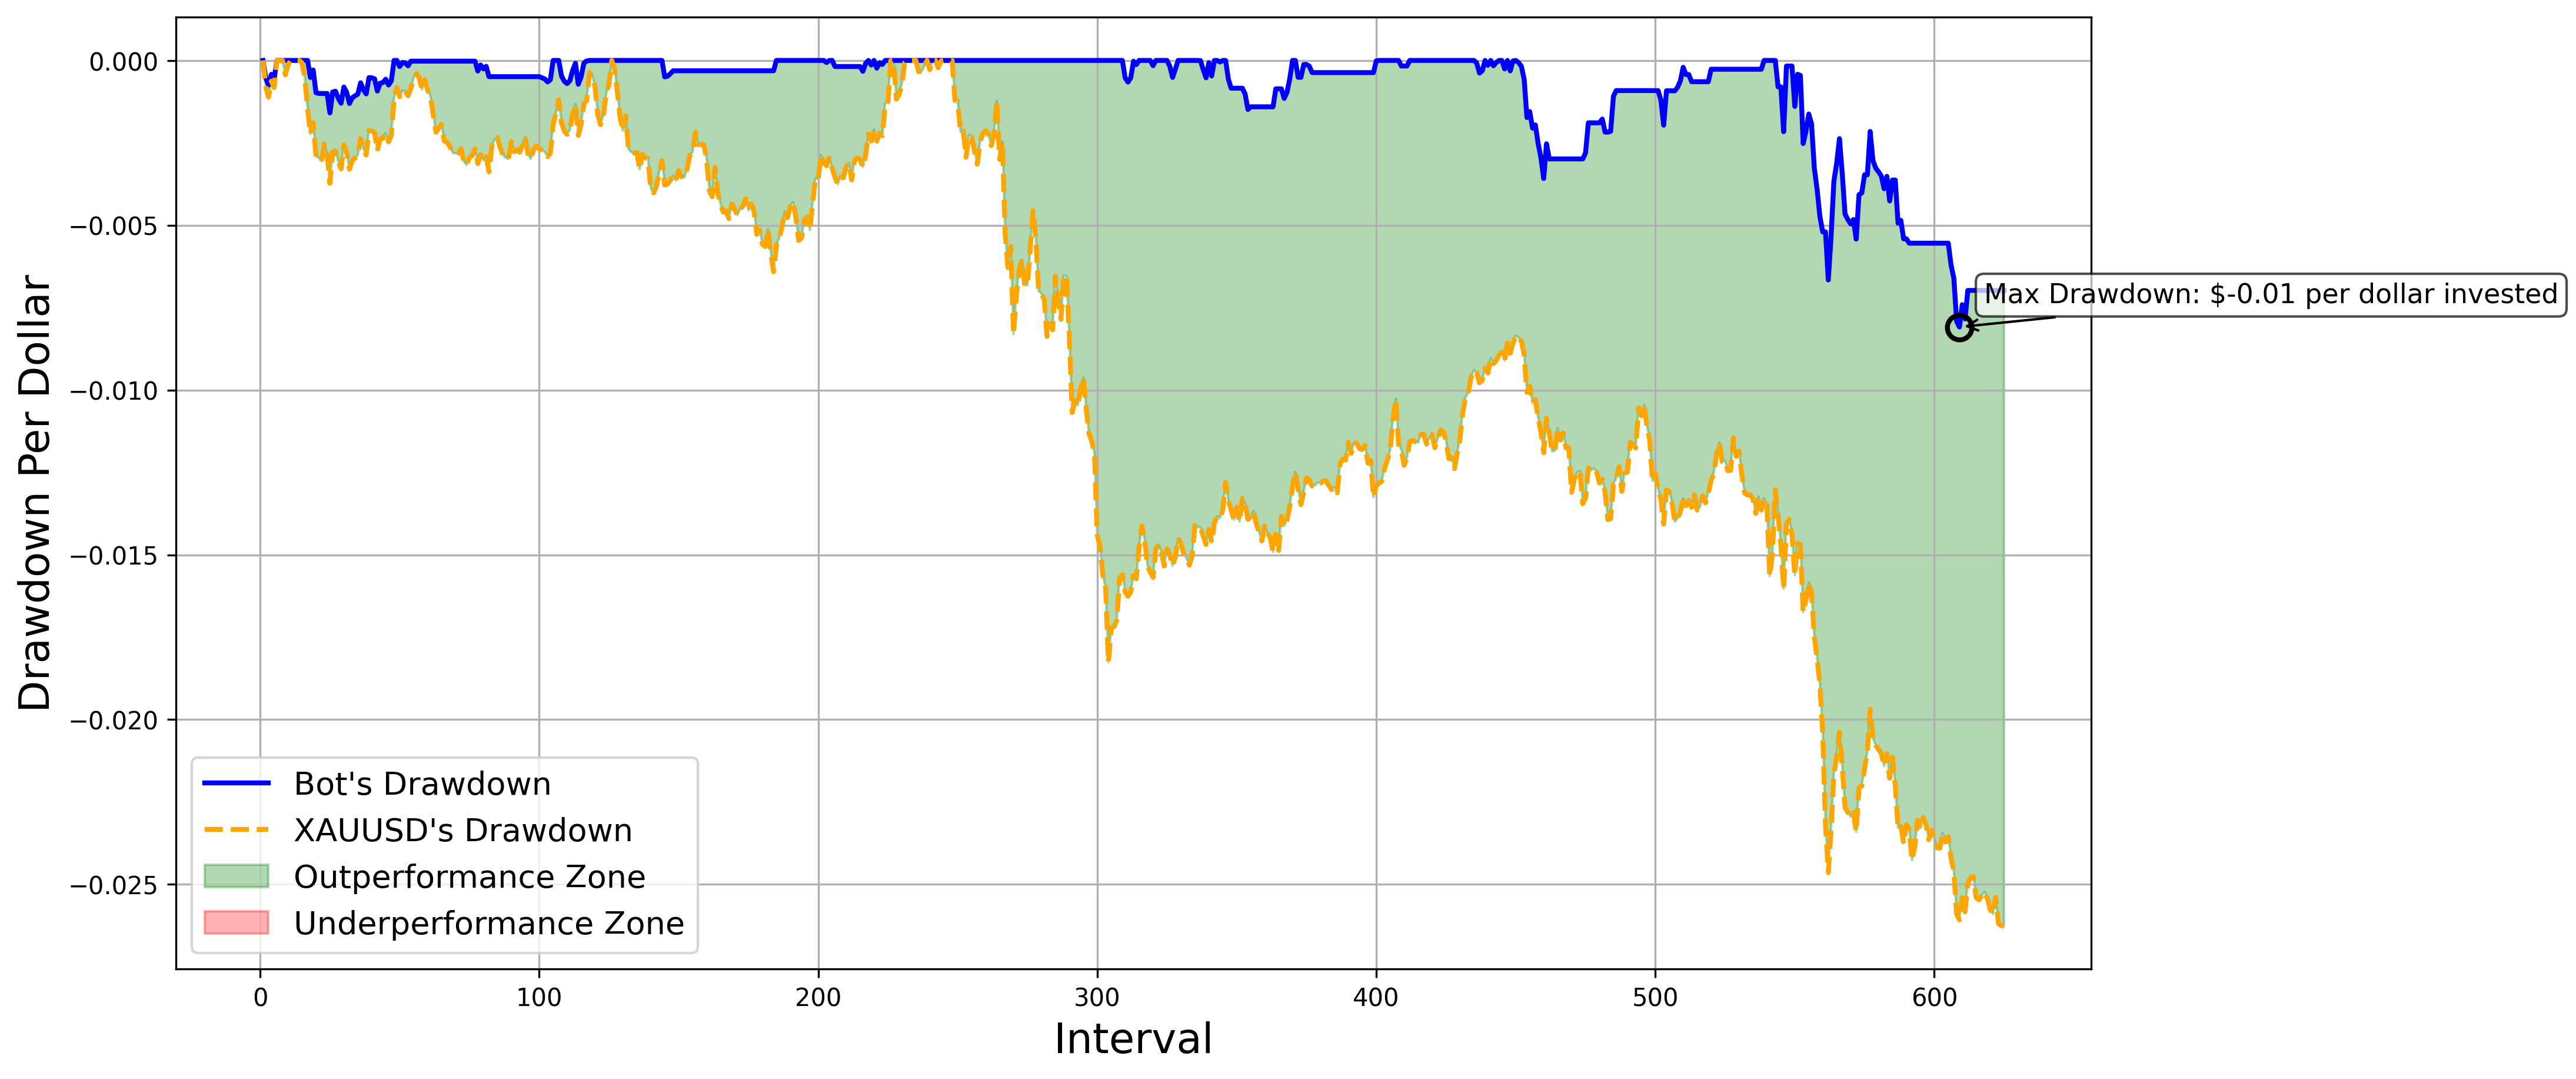 Drawdown Per Dollar
0.000
−0.005
−0.010
−0.015
−0.020
−0.025
Max Drawdown: $-0.01 per dollar invested
Bot's Drawdown
XAUUSD's Drawdown
Outperformance Zone
Underperformance Zone
0 100 200 300 400 500 600
Interval